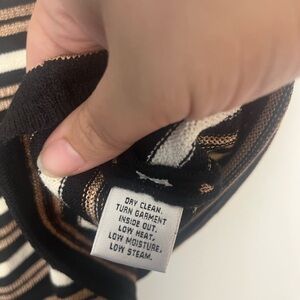 DRY CLEAN.
TURN GARMENT
INSIDE OUT.
LOW HEAT,
LOW MOISTURE,
LOW STEAM.